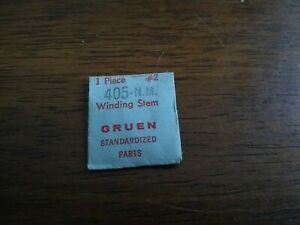 1 Piece #2
405-N.M.
Winding Stem
GRUEN
STANDARDIZED
PARTS